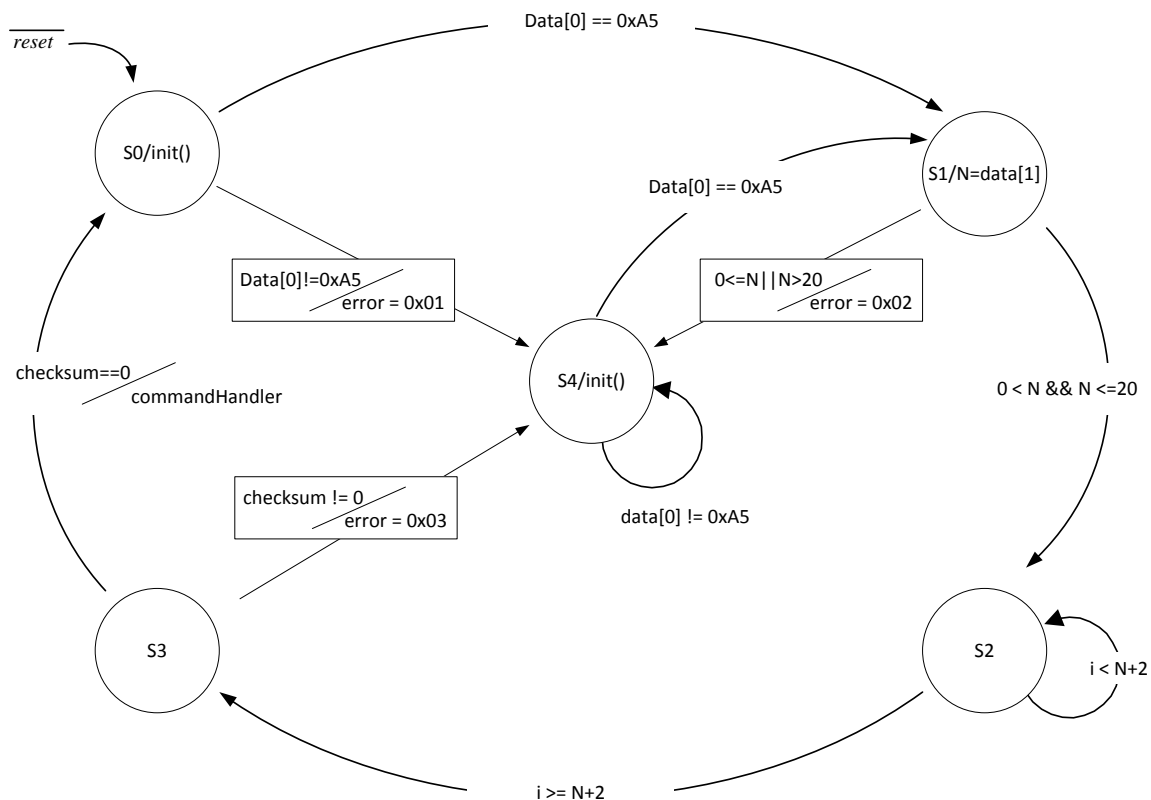 Data[0] == 0xA5
reset
S0/init()
S1/N=data[1]
Data[0] == 0xA5
Data[0]!=0xA5
error = 0x01
0<=N||N>20
error = 0x02
S4/init()
checksum==0
commandHandler
0 < N && N <=20
checksum != 0
error = 0x03
data[0] != 0xA5
S3
S2
i < N+2
i >= N+2